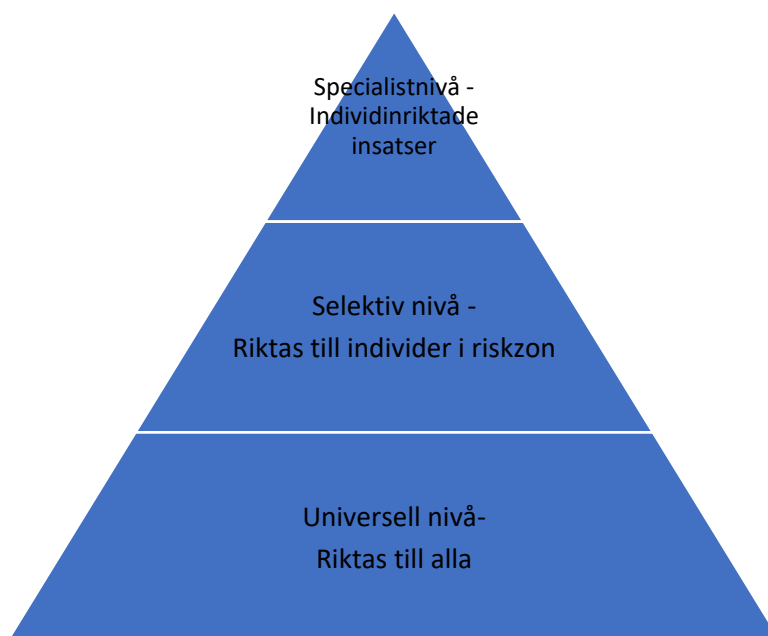 Specialistnivå -
Individinriktade
insatser
Selektiv nivå -
Riktas till individer i riskzon
Universell nivå-
Riktas till alla